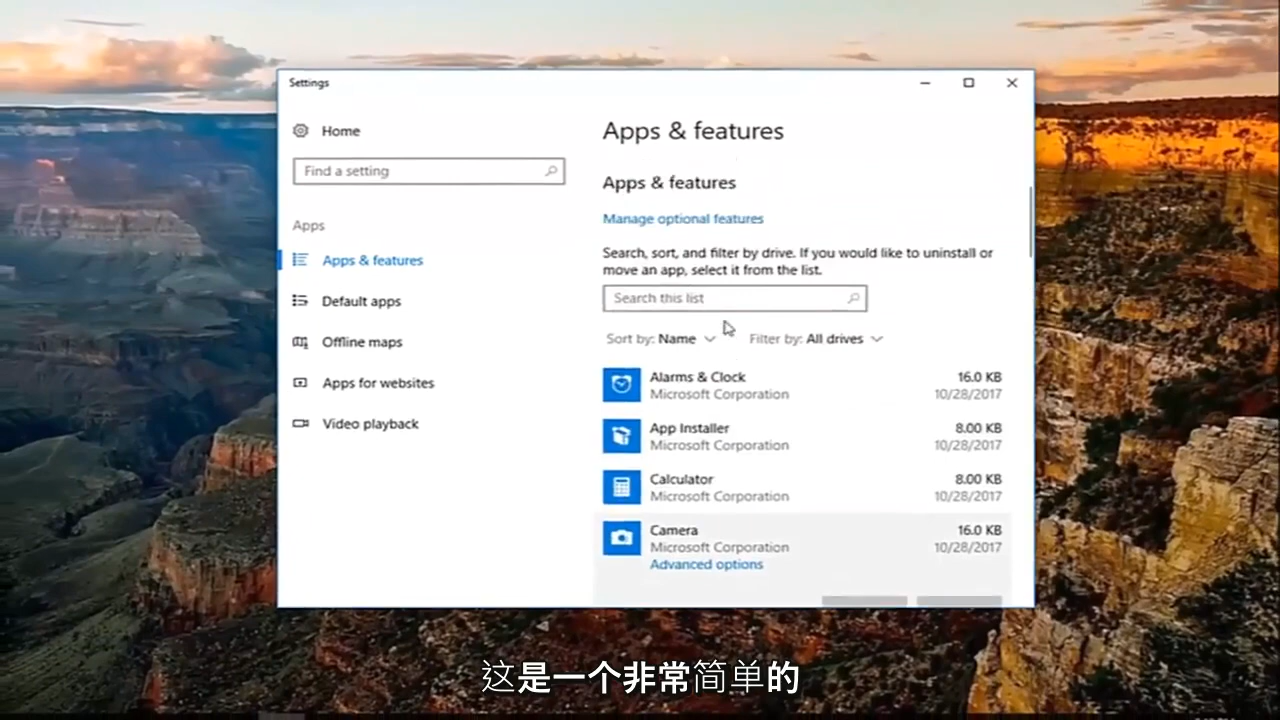 Settings
Home
Find a setting
Apps
Apps & features
Default apps
Offline maps
Apps for websites
Video playback
Apps & features
Apps & features
Manage optional features
Search, sort, and filter by drive. If you would like to uninstall or
move an app, select it from the list.
Search this list
Sort by: Name Filter by: All drives
Alarms & Clock 16.0 KB
Microsoft Corporation 10/28/2017
App Installer 8.00 KB
Microsoft Corporation 10/28/2017
Calculator 8.00 KB
Microsoft Corporation 10/28/2017
Camera 16.0 KB
Microsoft Corporation 10/28/2017
Advanced options
这是一个非常简单的